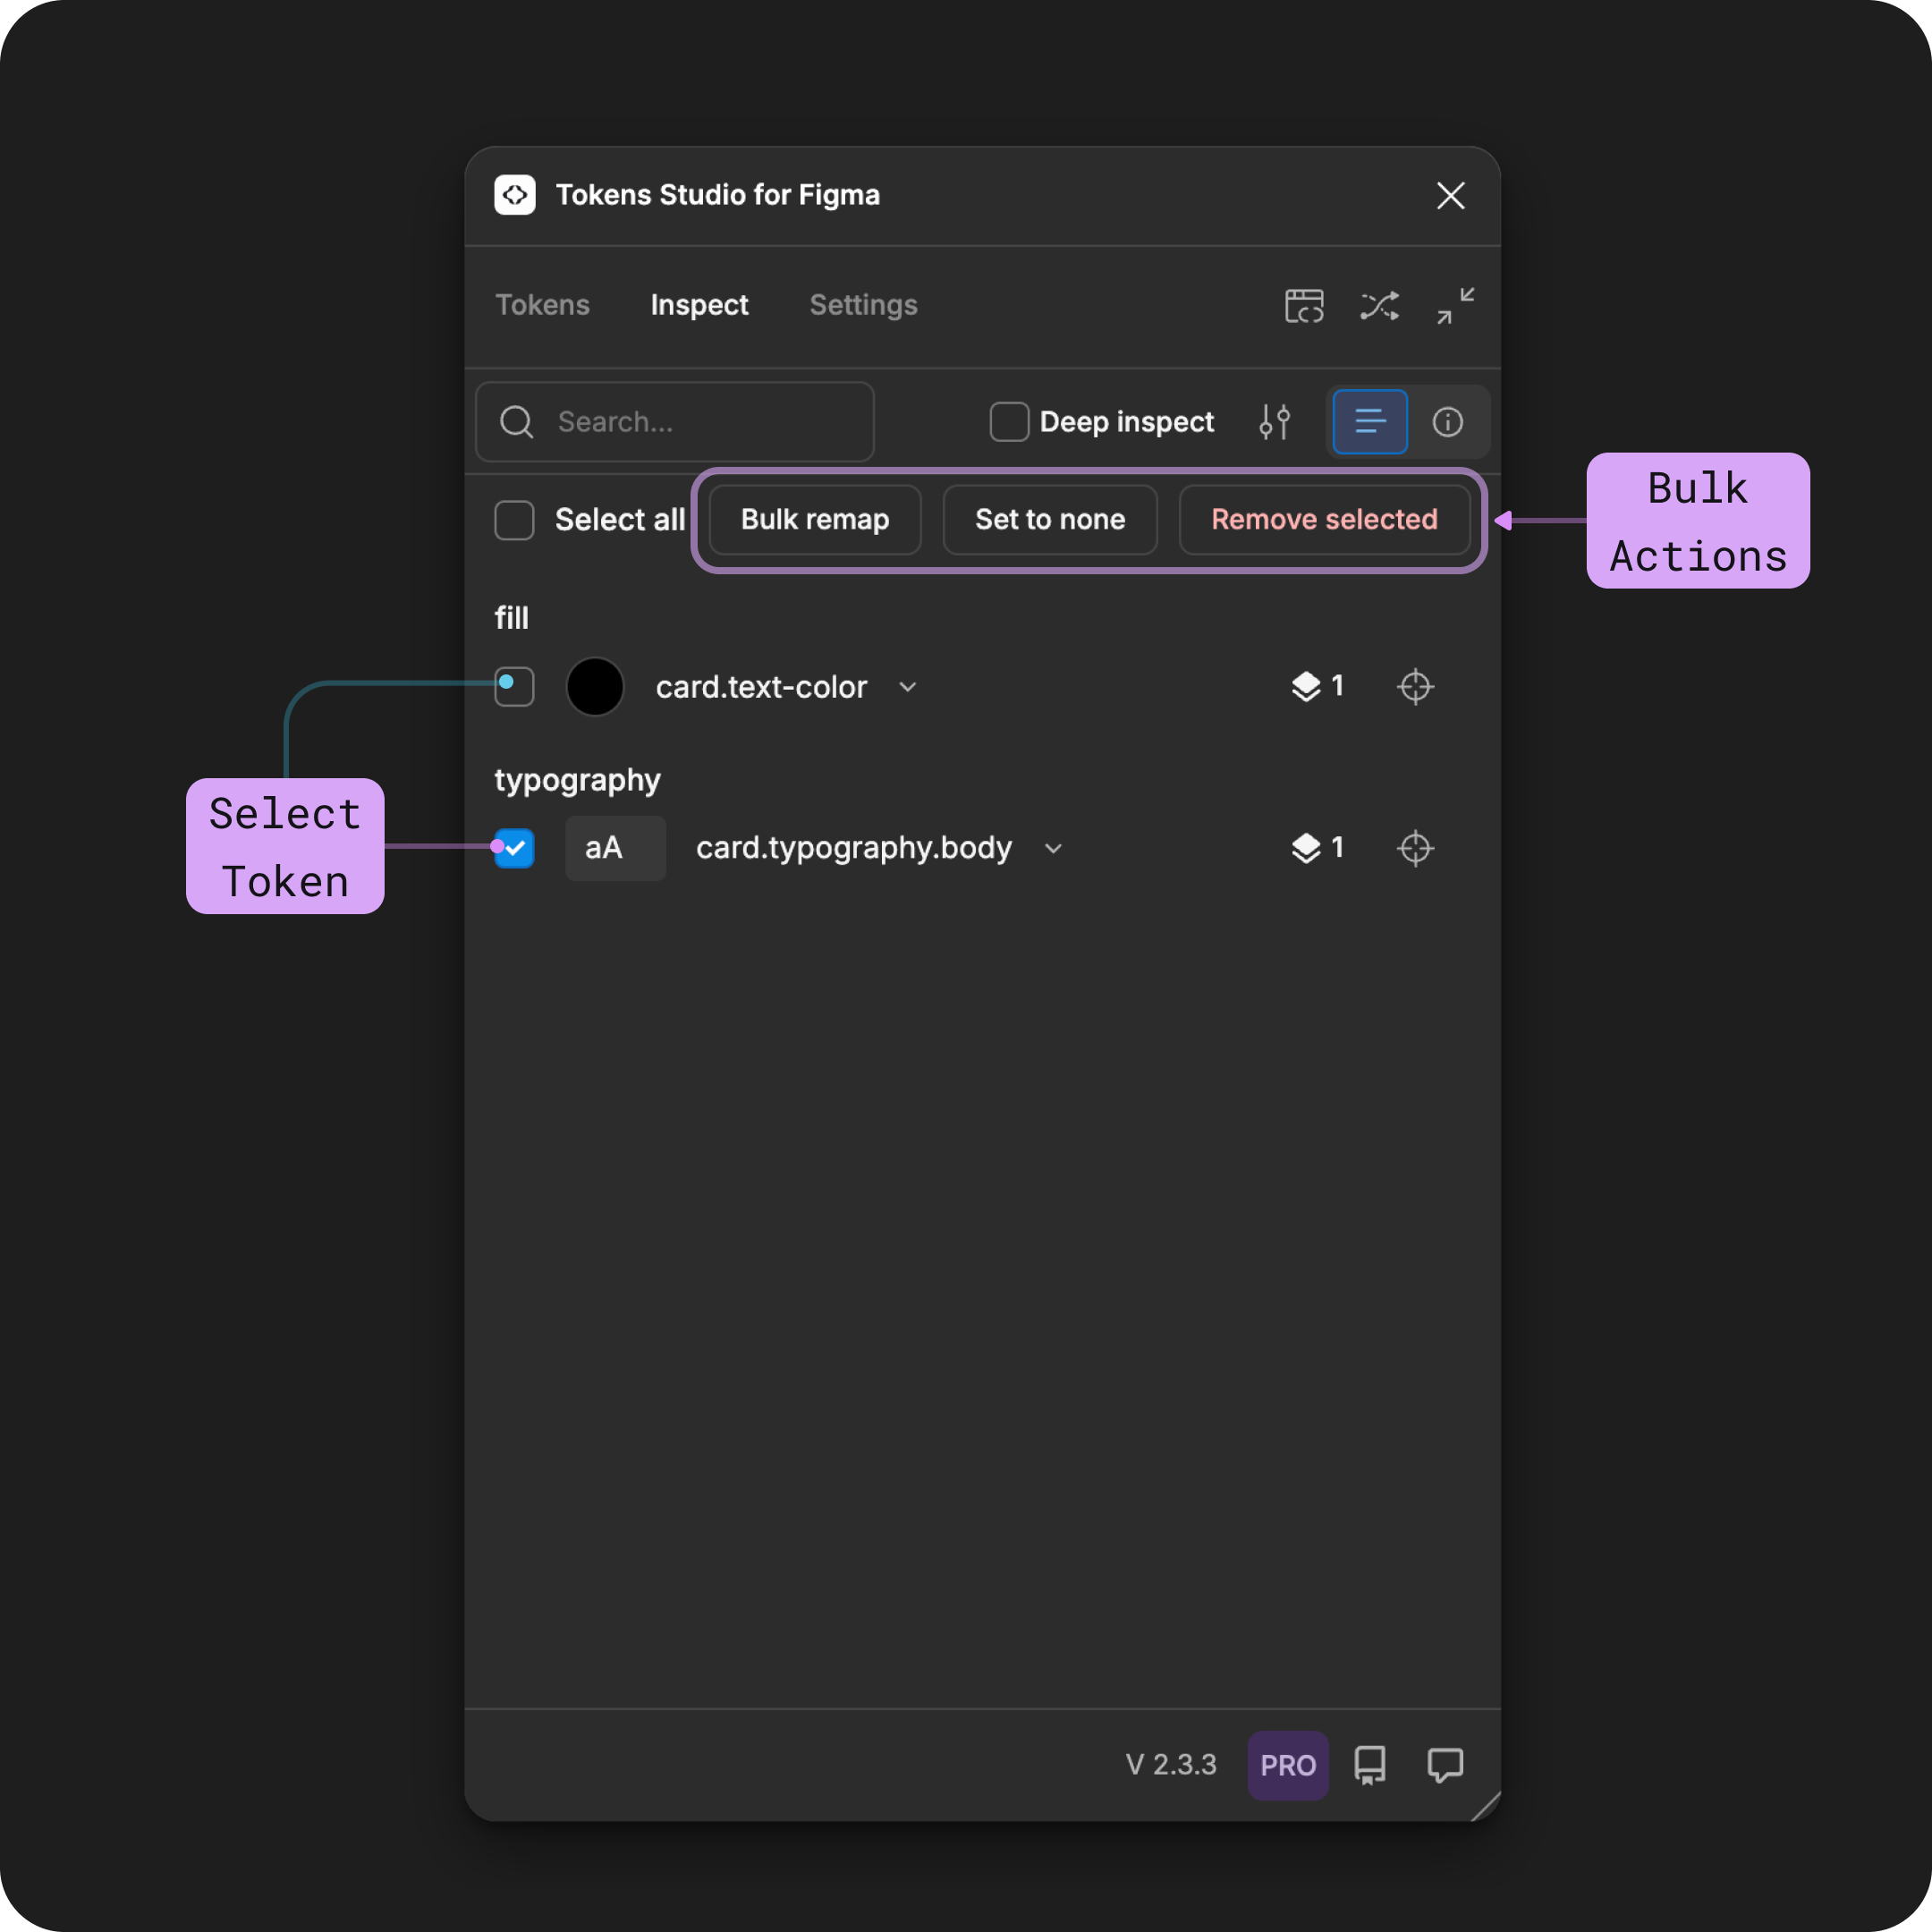 Tokens Studio for Figma
Tokens Inspect Settings
Search... Deep inspect
Select all Bulk remap Set to none Remove selected
Bulk
Actions
fill
card.text-color 1
Select
Token
typography
aA card.typography.body 1
V 2.3.3 PRO